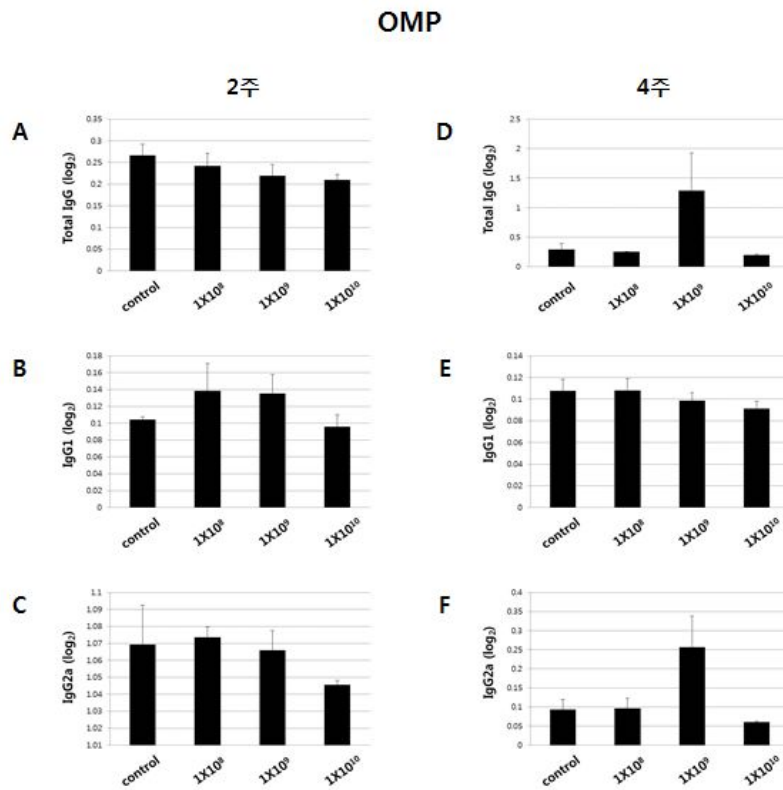 OMP
2주
4주
A
Total IgG (log₂)
0.35
0.3
0.25
0.2
0.15
0.1
0.05
0
control
1X10⁸
1X10⁹
1X10¹⁰
D
Total IgG (log₂)
2.5
2
1.5
1
0.5
0
control
1X10⁸
1X10⁹
1X10¹⁰
B
IgG1 (log₂)
0.18
0.16
0.14
0.12
0.1
0.08
0.06
0.04
0.02
0
control
1X10⁸
1X10⁹
1X10¹⁰
E
IgG1 (log₂)
0.14
0.12
0.1
0.08
0.06
0.04
0.02
0
control
1X10⁸
1X10⁹
1X10¹⁰
C
IgG2a (log₂)
1.1
1.09
1.08
1.07
1.06
1.05
1.04
1.03
1.02
1.01
control
1X10⁸
1X10⁹
1X10¹⁰
F
IgG2a (log₂)
0.4
0.35
0.3
0.25
0.2
0.15
0.1
0.05
0
control
1X10⁸
1X10⁹
1X10¹⁰